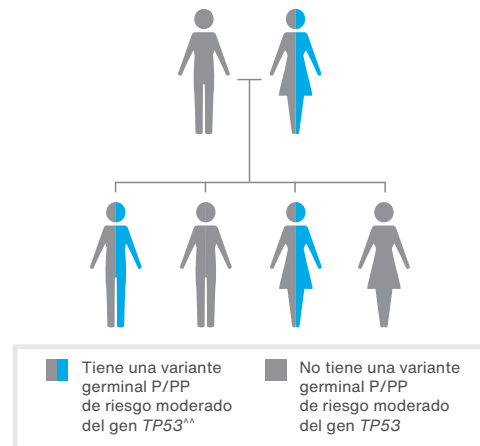 Tiene una variante
germinal P/PP
de riesgo moderado
del gen TP53^^
No tiene una variante
germinal P/PP
de riesgo moderado
del gen TP53